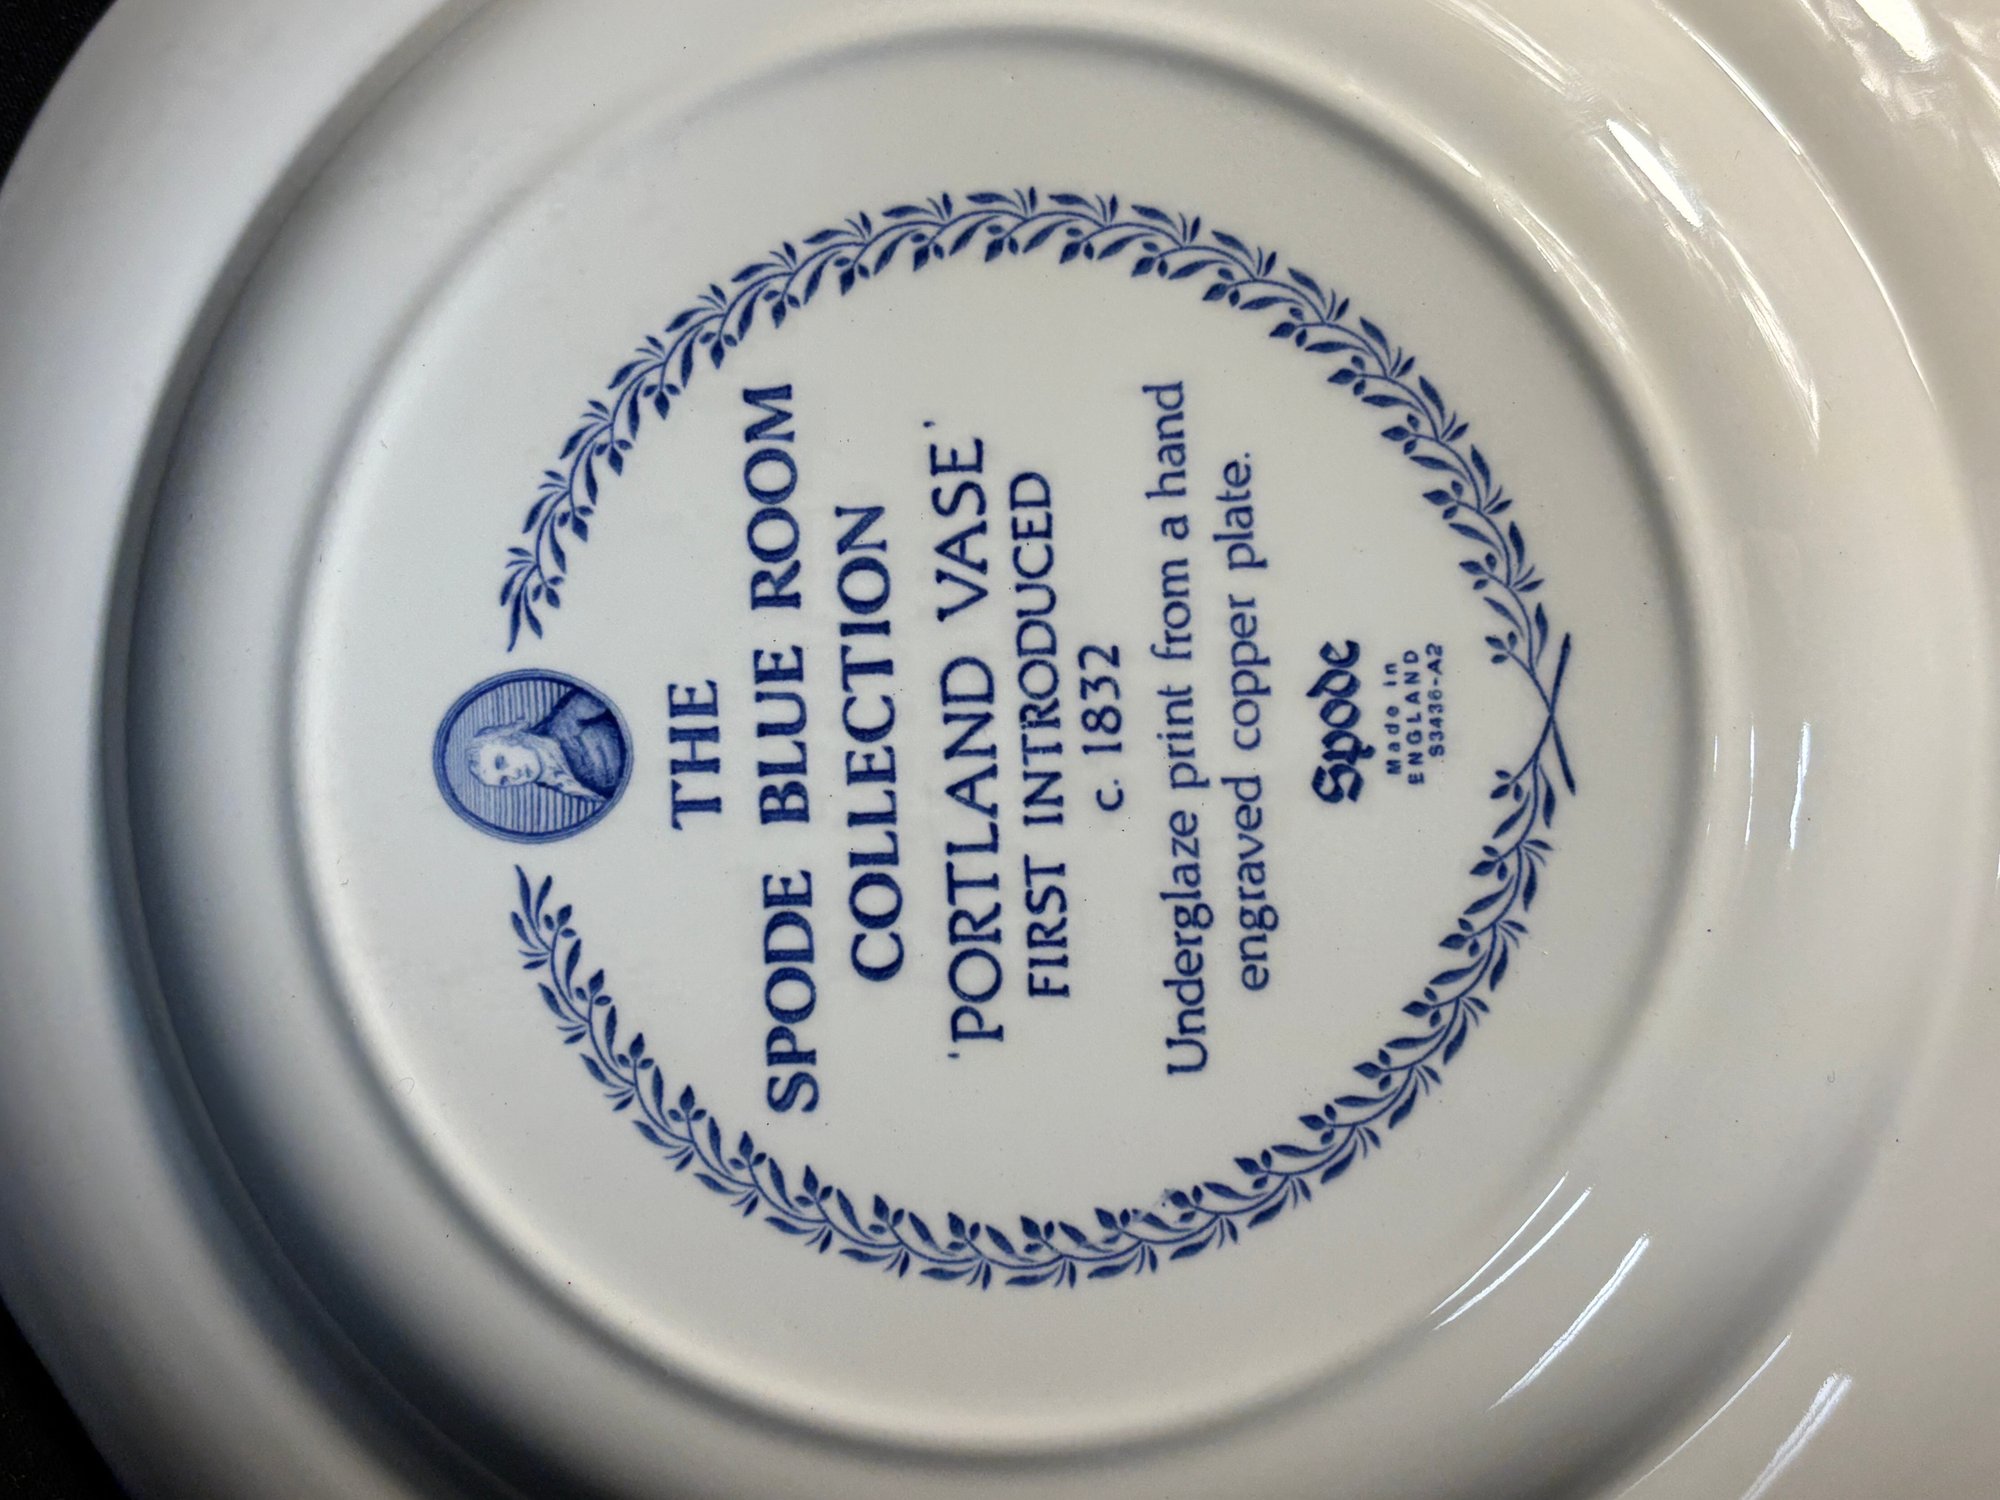 THE
SPODE BLUE ROOM
COLLECTION
'PORTLAND VASE'
FIRST INTRODUCED
c. 1832
Underglaze print from a hand
engraved copper plate.
Spode
Made in
ENGLAND
S3436-A2